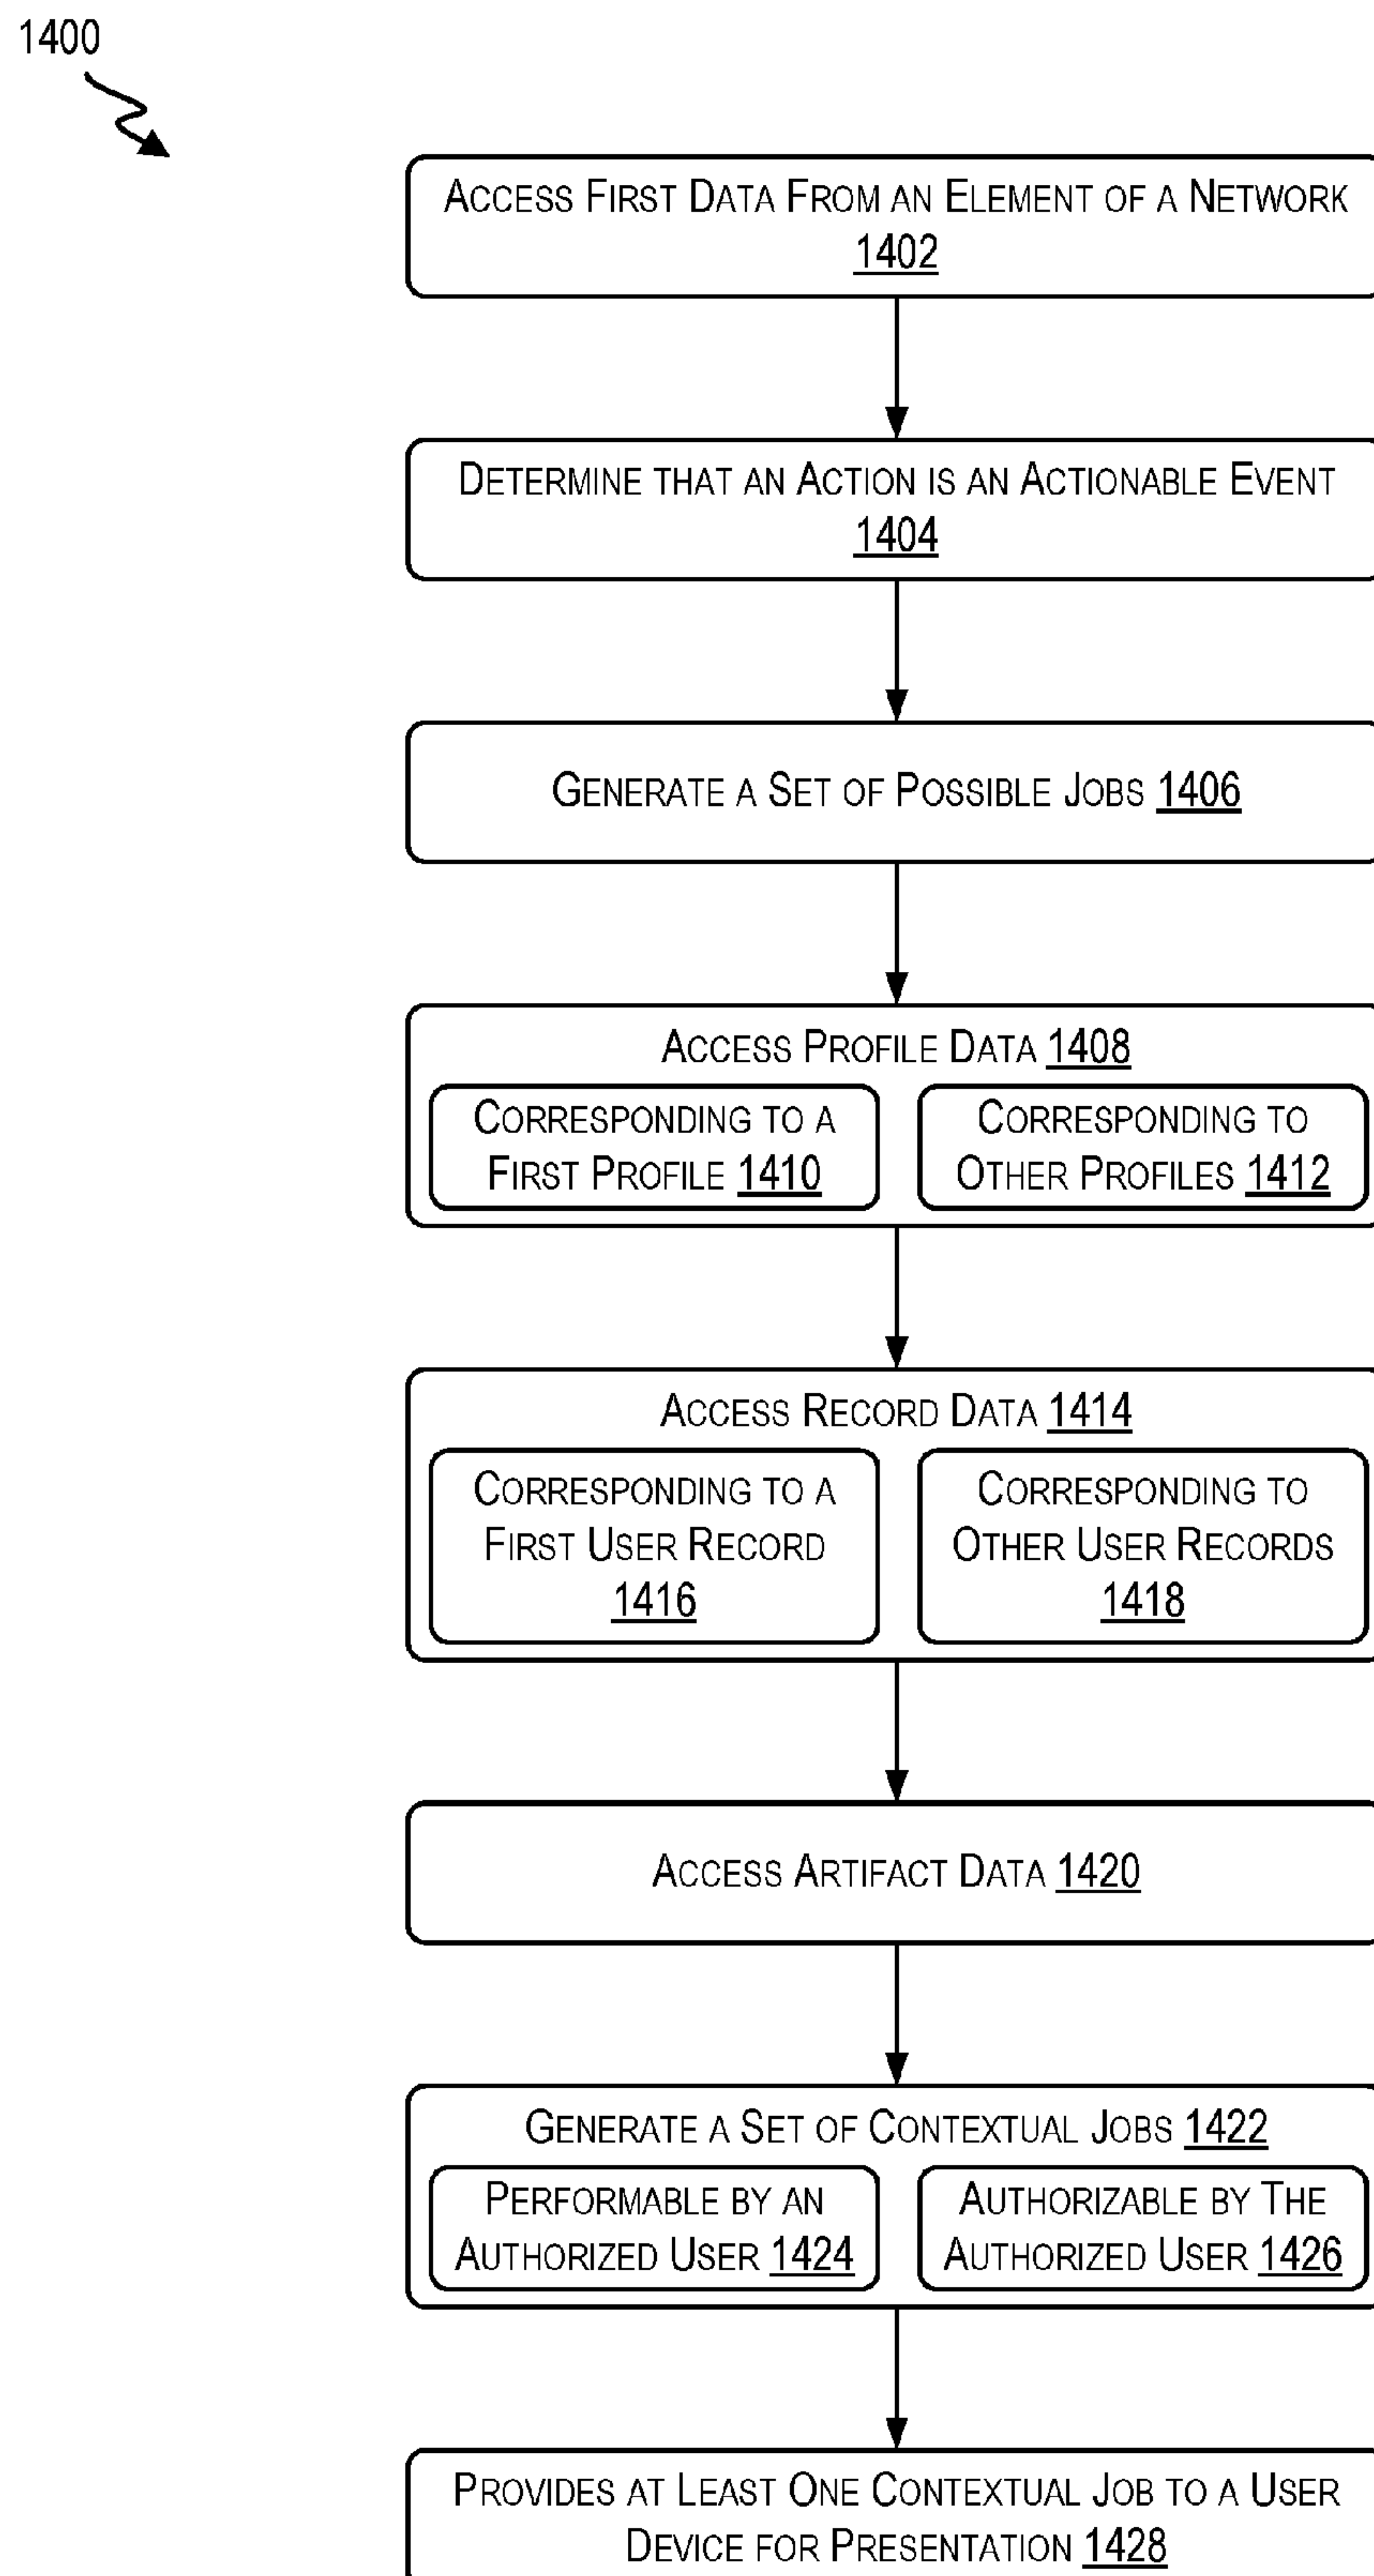 1400
ACCESS FIRST DATA FROM AN ELEMENT OF A NETWORK
1402
DETERMINE THAT AN ACTION IS AN ACTIONABLE EVENT
1404
GENERATE A SET OF POSSIBLE JOBS 1406
ACCESS PROFILE DATA 1408
CORRESPONDING TO A
FIRST PROFILE 1410
CORRESPONDING TO
OTHER PROFILES 1412
ACCESS RECORD DATA 1414
CORRESPONDING TO A
FIRST USER RECORD
1416
CORRESPONDING TO
OTHER USER RECORDS
1418
ACCESS ARTIFACT DATA 1420
GENERATE A SET OF CONTEXTUAL JOBS 1422
PERFORMABLE BY AN
AUTHORIZED USER 1424
AUTHORIZABLE BY THE
AUTHORIZED USER 1426
PROVIDES AT LEAST ONE CONTEXTUAL JOB TO A USER
DEVICE FOR PRESENTATION 1428